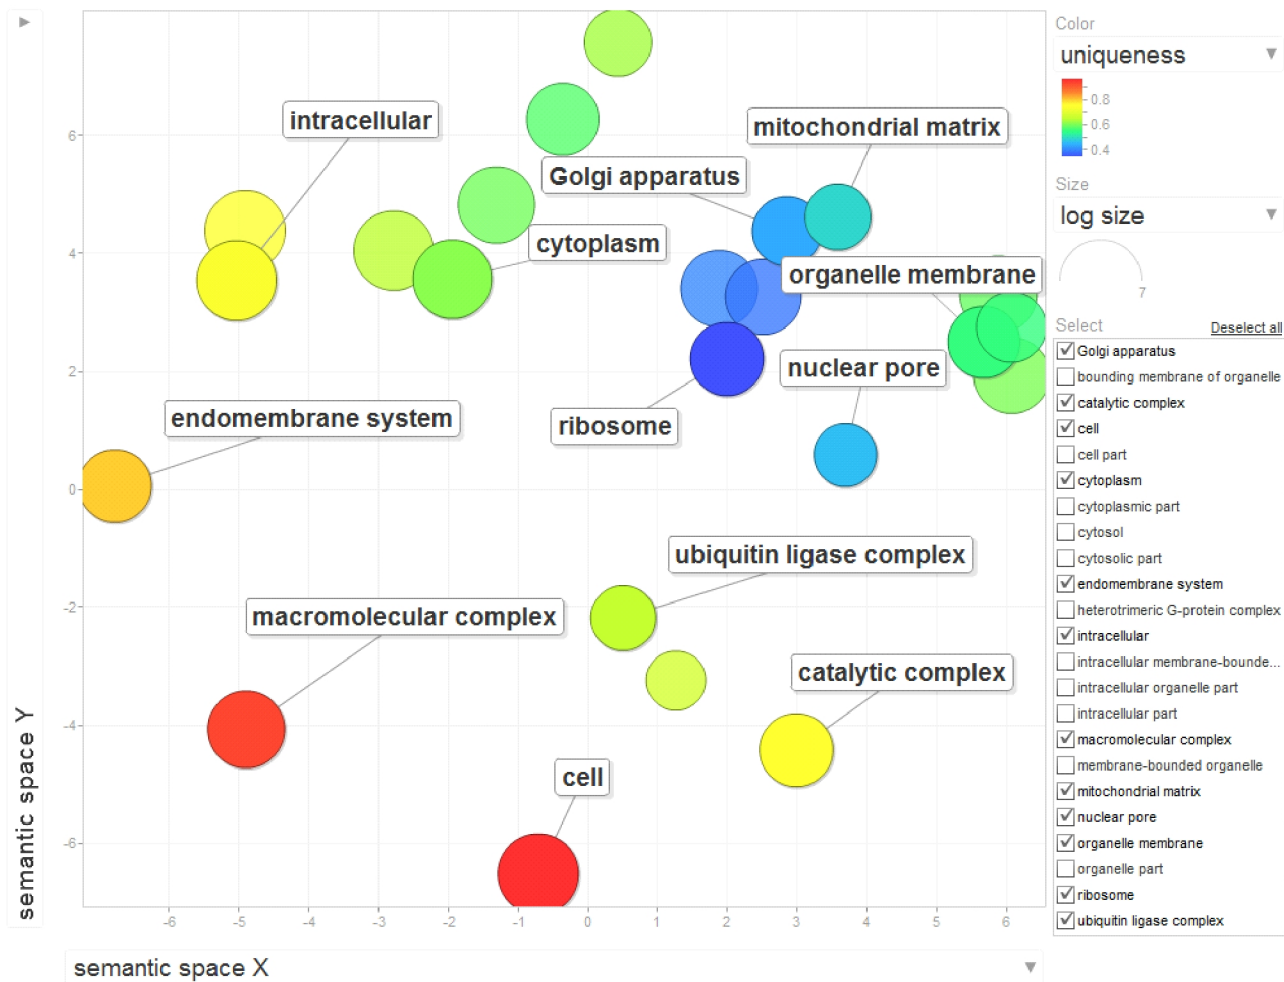 Color
uniqueness
0.8
0.6
0.4
Size
log size
7
Select
Deselect all
Golgi apparatus
bounding membrane of organelle
catalytic complex
cell
cell part
cytoplasm
cytoplasmic part
cytosol
cytosolic part
endomembrane system
heterotrimeric G-protein complex
intracellular
intracellular membrane-bounde...
intracellular organelle part
intracellular part
macromolecular complex
membrane-bounded organelle
mitochondrial matrix
nuclear pore
organelle membrane
organelle part
ribosome
ubiquitin ligase complex
intracellular
mitochondrial matrix
Golgi apparatus
cytoplasm
organelle membrane
nuclear pore
endomembrane system
ribosome
ubiquitin ligase complex
macromolecular complex
catalytic complex
cell
6
4
2
0
-2
-4
-6
-6 -5 -4 -3 -2 -1 0 1 2 3 4 5 6
semantic space Y
semantic space X